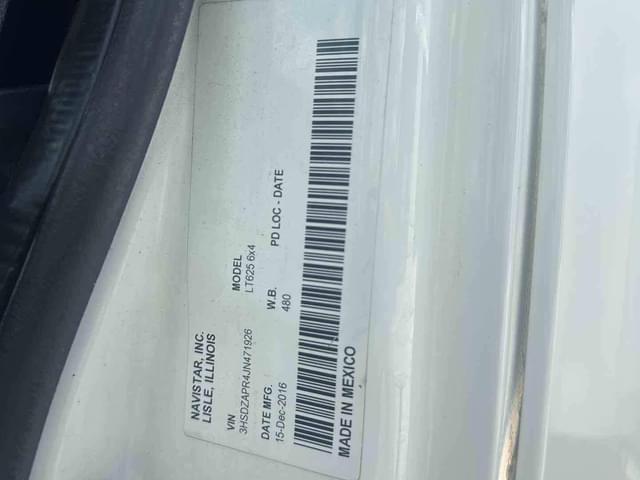 NAVISTAR, INC.
LISLE, ILLINOIS
VIN MODEL
3HSDZAPR4JN471926 LT625 6x4
DATE MFG. W.B. PD LOC - DATE
15-Dec-2016 480
MADE IN MEXICO